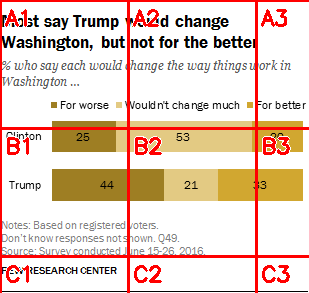 Most say Trump would change
Washington, but not for the better
% who say each would change the way things work in
Washington ...
For worse Wouldn't change much For better
Clinton 25 53 20
Trump 44 21 33
Notes: Based on registered voters.
Don't know responses not shown. Q49.
Source: Survey conducted June 15-26, 2016.
PEW RESEARCH CENTER
A1 A2 A3
B1 B2 B3
C1 C2 C3